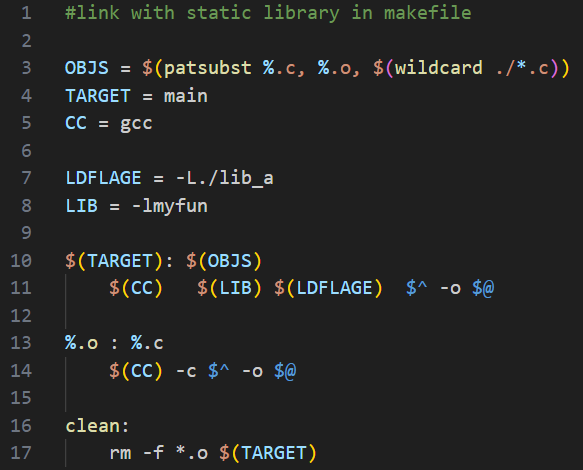 1 #link with static library in makefile
2
3 OBJS = $(patsubst %.c, %.o, $(wildcard ./*.c))
4 TARGET = main
5 CC = gcc
6
7 LDFLAGE = -L./lib_a
8 LIB = -lmyfun
9
10 $(TARGET): $(OBJS)
11     $(CC)   $(LIB) $(LDFLAGE)  $^ -o $@
12
13 %.o : %.c
14     $(CC) -c $^ -o $@
15
16 clean:
17     rm -f *.o $(TARGET)